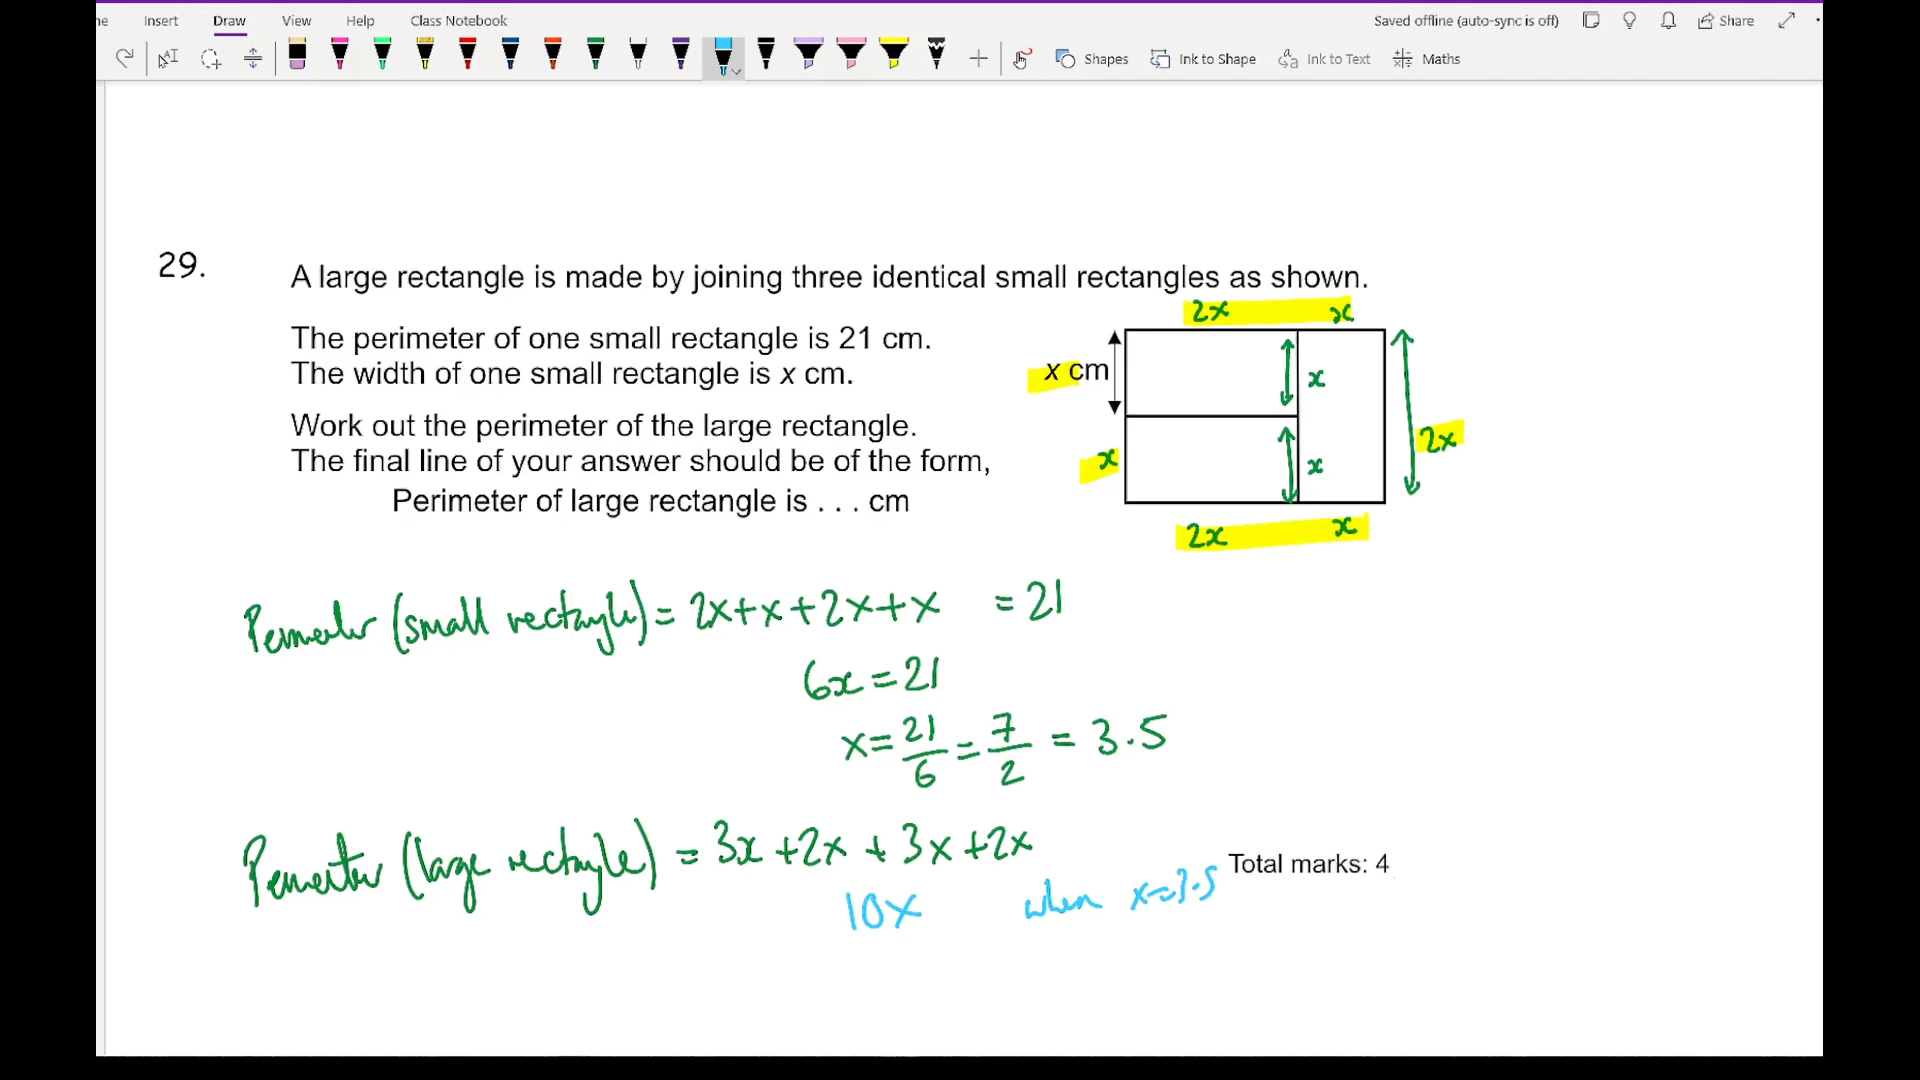 Insert Draw View Help Class Notebook Saved offline (auto-sync is off) Share
Shapes Ink to Shape Ink to Text Maths
29.
A large rectangle is made by joining three identical small rectangles as shown.
The perimeter of one small rectangle is 21 cm.
The width of one small rectangle is x cm.
Work out the perimeter of the large rectangle.
The final line of your answer should be of the form,
Perimeter of large rectangle is . . . cm
2x x
x cm x
2x
x x
2x x
Perimeter (small rectangle) = 2x+x+2x+x = 21
6x = 21
x = 21/6 = 7/2 = 3.5
Perimeter (large rectangle) = 3x+2x+3x+2x
Total marks: 4
10x when x=3.5